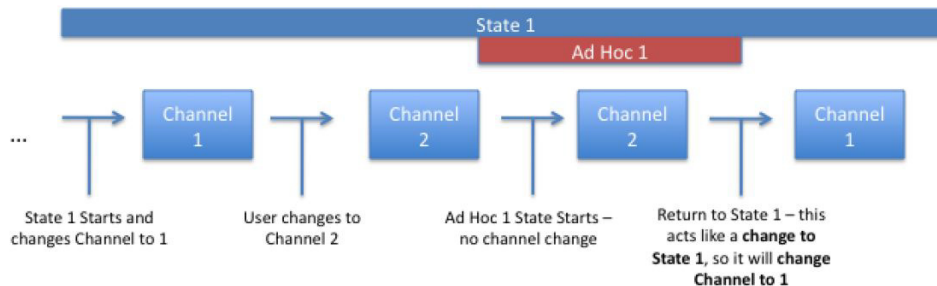 State 1
Ad Hoc 1
...
Channel
1
Channel
2
Channel
2
Channel
1
State 1 Starts and
changes Channel to 1
User changes to
Channel 2
Ad Hoc 1 State Starts –
no channel change
Return to State 1 – this
acts like a change to
State 1, so it will change
Channel to 1